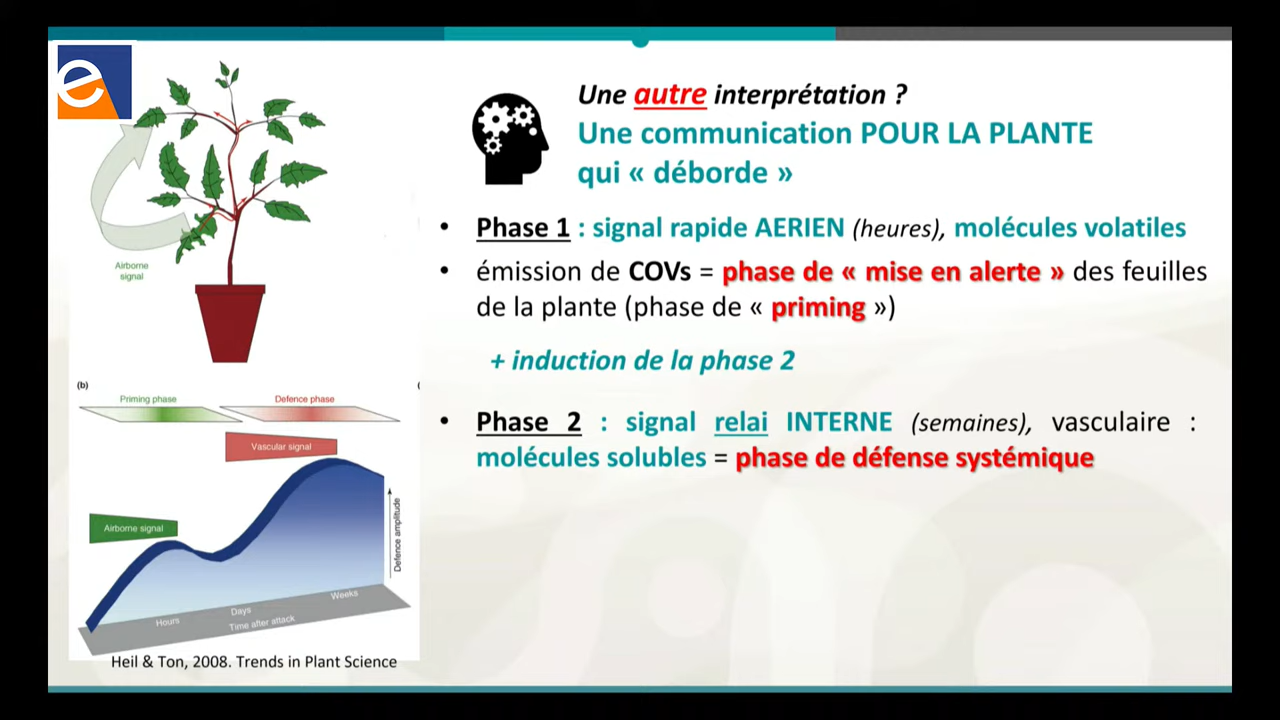 e
Une autre interprétation ?
Une communication POUR LA PLANTE
qui « déborde »
• Phase 1 : signal rapide AERIEN (heures), molécules volatiles
• émission de COVs = phase de « mise en alerte » des feuilles
de la plante (phase de « priming »)
+ induction de la phase 2
• Phase 2 : signal relai INTERNE (semaines), vasculaire :
molécules solubles = phase de défense systémique
Airborne
signal
(b)
Priming phase
Defence phase
Vascular signal
Airborne signal
Defence amplitude
Hours
Days
Weeks
Time after attack
Heil & Ton, 2008. Trends in Plant Science